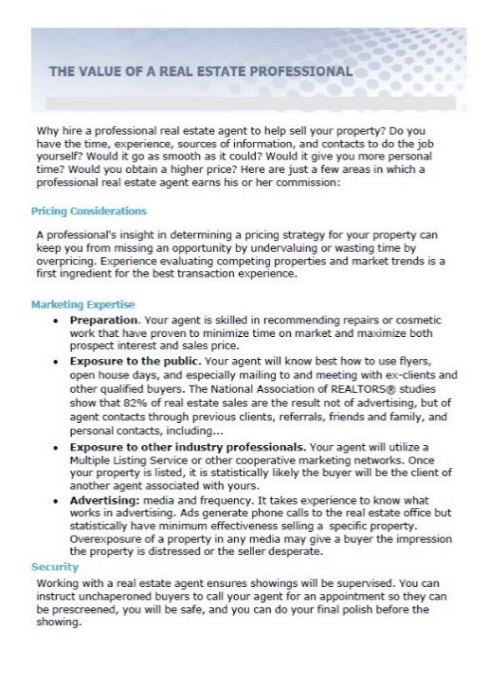 THE VALUE OF A REAL ESTATE PROFESSIONAL
Why hire a professional real estate agent to help sell your property? Do you
have the time, experience, sources of information, and contacts to do the job
yourself? Would it go as smooth as it could? Would it give you more personal
time? Would you obtain a higher price? Here are just a few areas in which a
professional real estate agent earns his or her commission:
Pricing Considerations
A professional's insight in determining a pricing strategy for your property can
keep you from missing an opportunity by undervaluing or wasting time by
overpricing. Experience evaluating competing properties and market trends is a
first ingredient for the best transaction experience.
Marketing Expertise
• Preparation. Your agent is skilled in recommending repairs or cosmetic
work that have proven to minimize time on market and maximize both
prospect interest and sales price.
• Exposure to the public. Your agent will know best how to use flyers,
open house days, and especially mailing to and meeting with ex-clients and
other qualified buyers. The National Association of REALTORS® studies
show that 82% of real estate sales are the result not of advertising, but of
agent contacts through previous clients, referrals, friends and family, and
personal contacts, including...
• Exposure to other industry professionals. Your agent will utilize a
Multiple Listing Service or other cooperative marketing networks. Once
your property is listed, it is statistically likely the buyer will be the client of
another agent associated with yours.
• Advertising: media and frequency. It takes experience to know what
works in advertising. Ads generate phone calls to the real estate office but
statistically have minimum effectiveness selling a specific property.
Overexposure of a property in any media may give a buyer the impression
the property is distressed or the seller desperate.
Security
Working with a real estate agent ensures showings will be supervised. You can
instruct unchaperoned buyers to call your agent for an appointment so they can
be prescreened, you will be safe, and you can do your final polish before the
showing.